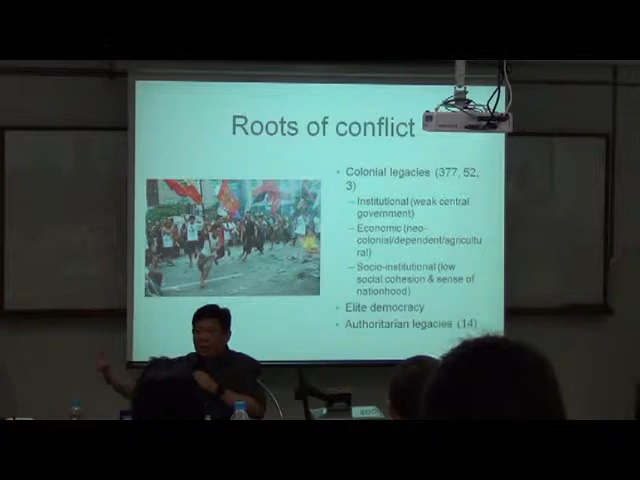 Roots of conflict
• Colonial legacies (377, 52,
3)
– Institutional (weak central
government)
– Economic (neo-
colonial/dependent/agricultu
ral)
– Socio-institutional (low
social cohesion & sense of
nationhood)
• Elite democracy
• Authoritarian legacies (14)